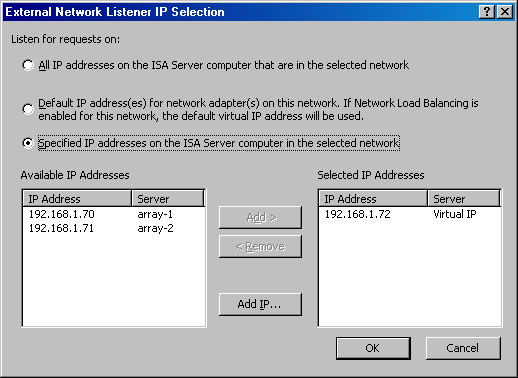 External Network Listener IP Selection
Listen for requests on:
All IP addresses on the ISA Server computer that are in the selected network
Default IP address(es) for network adapter(s) on this network. If Network Load Balancing is
enabled for this network, the default virtual IP address will be used.
Specified IP addresses on the ISA Server computer in the selected network
Available IP Addresses
IP Address Server
192.168.1.70 array-1
192.168.1.71 array-2
Add >
< Remove
Add IP...
Selected IP Addresses
IP Address Server
192.168.1.72 Virtual IP
OK
Cancel